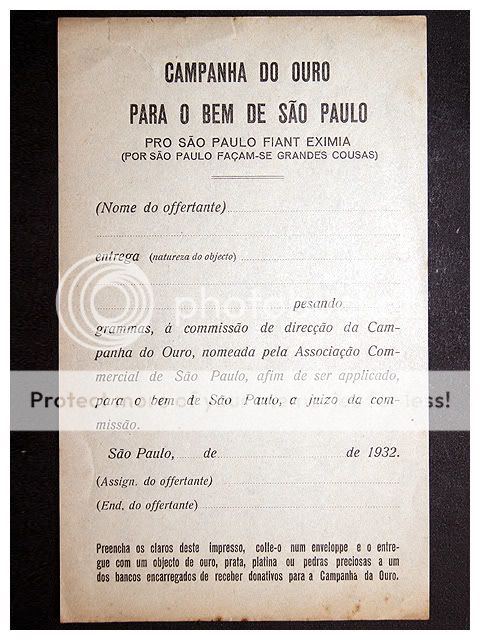 CAMPANHA DO OURO
PARA O BEM DE SÃO PAULO
PRO SÃO PAULO FIANT EXIMIA
(POR SÃO PAULO FAÇAM-SE GRANDES COUSAS)
(Nome do offertante)
entrega (natureza do objecto)
pesando
grammas, á commissão de direcção da Cam-
panha do Ouro, nomeada pela Associação Com-
mercial de São Paulo, afim de ser applicado,
para o bem de São Paulo, a juizo da com-
missão.
São Paulo, de de 1932.
(Assign. do offertante)
(End. do offertante)
Preencha os claros deste impresso, colle-o num enveloppe e o entre-
gue com um objecto de ouro, prata, platina ou pedras preciosas a um
dos bancos encarregados de receber donativos para a Campanha da Ouro.